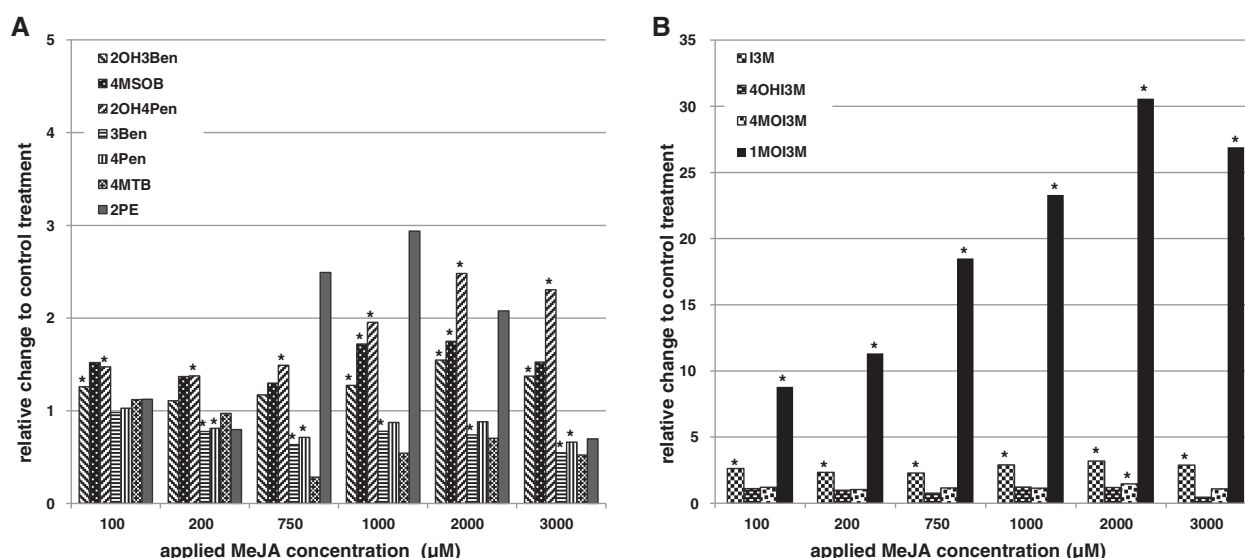 A
relative change to control treatment
5
4
3
2
1
0
2OH3Ben
4MSOB
2OH4Pen
3Ben
4Pen
4MTB
2PE
* * * * * * * * * * * * * * * * * * * *
100 200 750 1000 2000 3000
applied MeJA concentration (µM)
B
relative change to control treatment
35
30
25
20
15
10
5
0
I3M
4OHI3M
4MOI3M
1MOI3M
* * * * * * * * * * * * *
100 200 750 1000 2000 3000
applied MeJA concentration (µM)